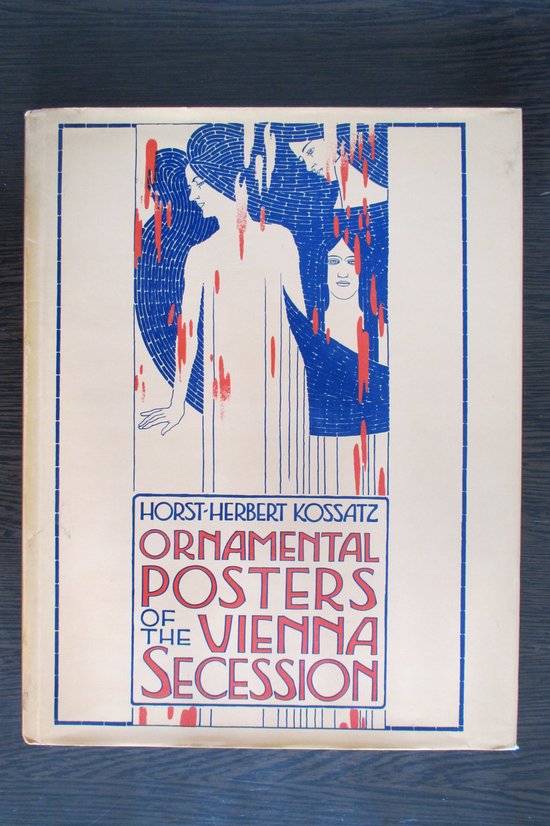 HORST-HERBERT KOSSATZ
ORNAMENTAL
POSTERS
OF THE VIENNA
SECESSION